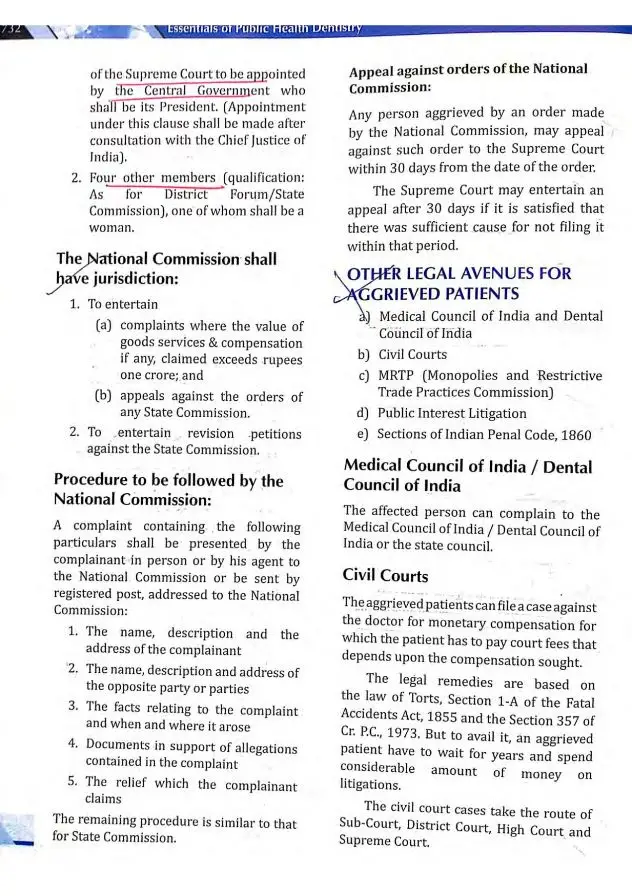 732
Essentials of Public Health Dentistry
of the Supreme Court to be appointed
by the Central Government who
shall be its President. (Appointment
under this clause shall be made after
consultation with the Chief Justice of
India).
2. Four other members (qualification:
As for District Forum/State
Commission), one of whom shall be a
woman.
The National Commission shall
have jurisdiction:
1. To entertain
(a) complaints where the value of
goods services & compensation
if any, claimed exceeds rupees
one crore; and
(b) appeals against the orders of
any State Commission.
2. To entertain revision petitions
against the State Commission.
Procedure to be followed by the
National Commission:
A complaint containing the following
particulars shall be presented by the
complainant in person or by his agent to
the National Commission or be sent by
registered post, addressed to the National
Commission:
1. The name, description and the
address of the complainant
2. The name, description and address of
the opposite party or parties
3. The facts relating to the complaint
and when and where it arose
4. Documents in support of allegations
contained in the complaint
5. The relief which the complainant
claims
The remaining procedure is similar to that
for State Commission.
Appeal against orders of the National
Commission:
Any person aggrieved by an order made
by the National Commission, may appeal
against such order to the Supreme Court
within 30 days from the date of the order.
The Supreme Court may entertain an
appeal after 30 days if it is satisfied that
there was sufficient cause for not filing it
within that period.
OTHER LEGAL AVENUES FOR
AGGRIEVED PATIENTS
a) Medical Council of India and Dental
Council of India
b) Civil Courts
c) MRTP (Monopolies and Restrictive
Trade Practices Commission)
d) Public Interest Litigation
e) Sections of Indian Penal Code, 1860
Medical Council of India / Dental
Council of India
The affected person can complain to the
Medical Council of India / Dental Council of
India or the state council.
Civil Courts
The aggrieved patients can file a case against
the doctor for monetary compensation for
which the patient has to pay court fees that
depends upon the compensation sought.
The legal remedies are based on
the law of Torts, Section 1-A of the Fatal
Accidents Act, 1855 and the Section 357 of
Cr. P.C., 1973. But to avail it, an aggrieved
patient have to wait for years and spend
considerable amount of money on
litigations.
The civil court cases take the route of
Sub-Court, District Court, High Court and
Supreme Court.